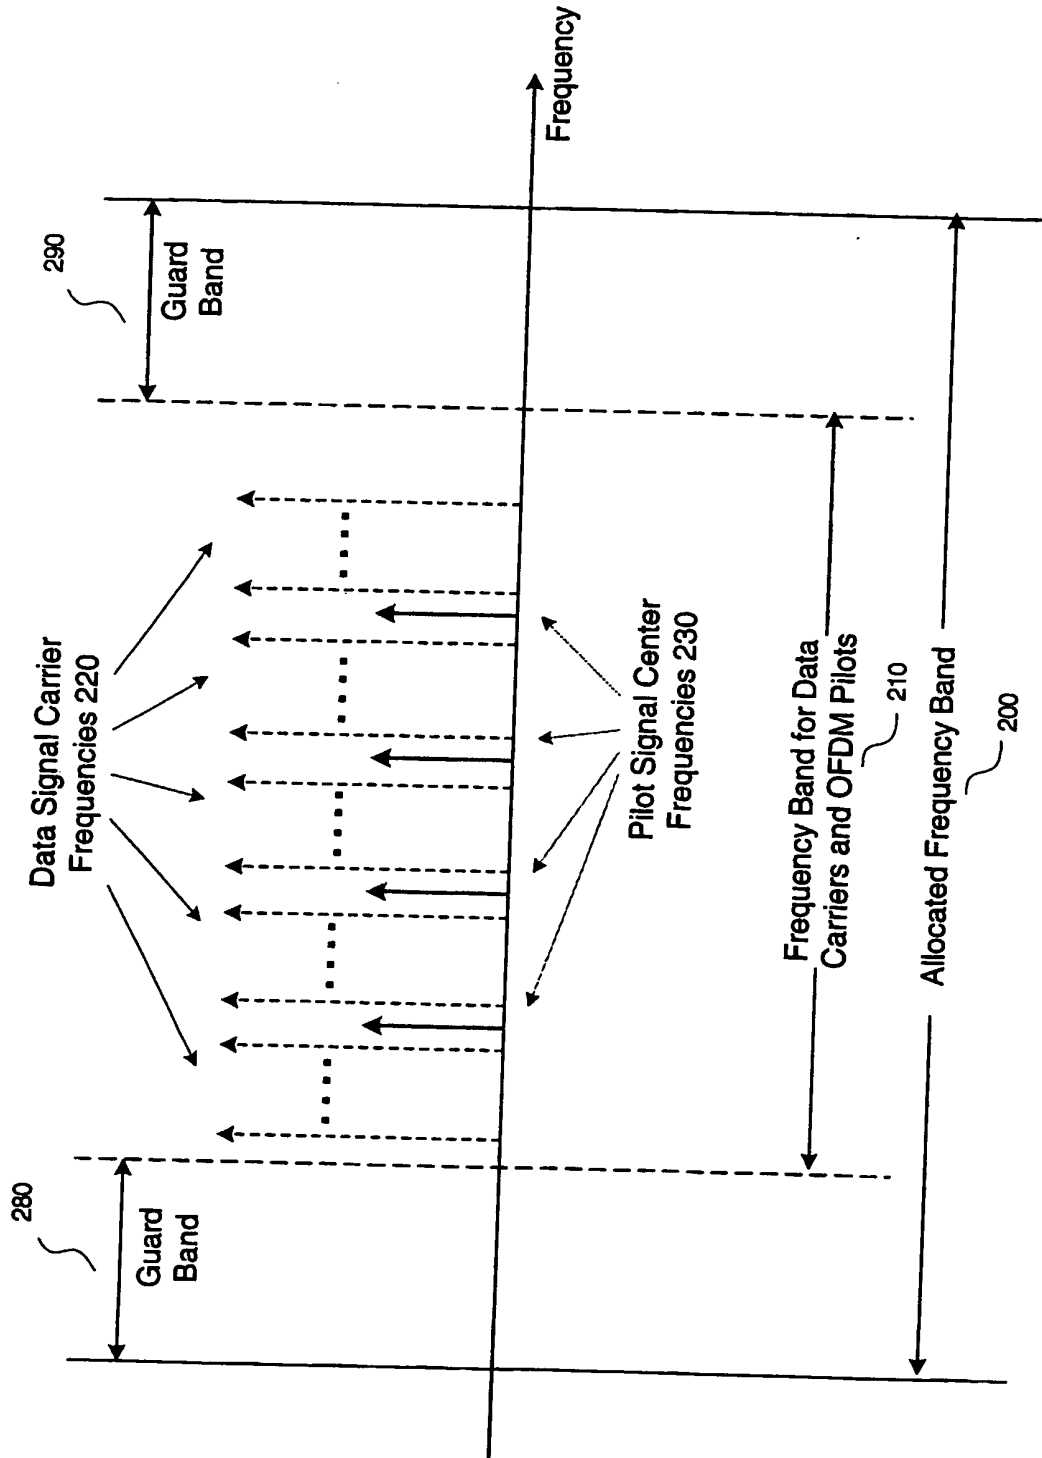 Data Signal Carrier
Frequencies 220
280
Guard
Band
290
Guard
Band
Frequency
Pilot Signal Center
Frequencies 230
Frequency Band for Data
Carriers and OFDM Pilots
210
Allocated Frequency Band
200